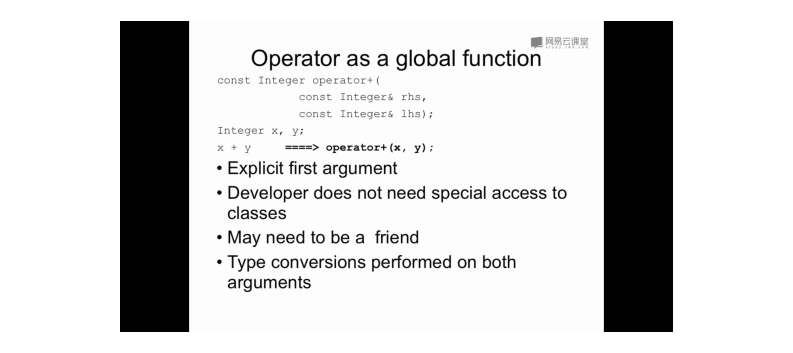 网易云课堂
Operator as a global function
const Integer operator+(
const Integer& rhs,
const Integer& lhs);
Integer x, y;
x + y ====> operator+(x, y);
• Explicit first argument
• Developer does not need special access to
classes
• May need to be a friend
• Type conversions performed on both
arguments